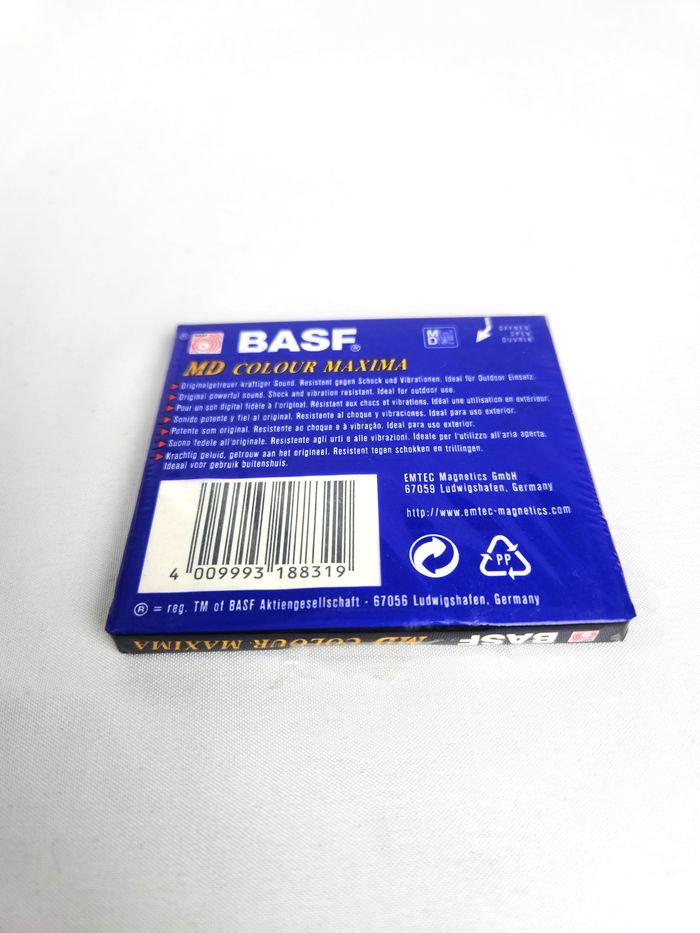 BASF®
MD
ÖFFNEN
OPEN
OUVRIR
MD COLOUR MAXIMA
Originalgetreuer kräftiger Sound. Resistent gegen Schock und Vibrationen. Ideal für Outdoor Einsatz.
Original powerful sound. Shock and vibration resistant. Ideal for outdoor use.
Pour un son digital fidèle à l'original. Résistant aux chocs et vibrations. Idéal une utilisation en extérieur.
Sonido potente y fiel al original. Resistente al choque y vibraciones. Ideal para uso exterior.
Potente som original. Resistente ao choque e à vibração. Ideal para uso exterior.
Suono fedele all'originale. Resistente agli urti e alle vibrazioni. Ideale per l'utilizzo all'aria aperta.
Krachtig geluid, getrouw aan het origineel. Resistent tegen schokken en trillingen.
Ideaal voor gebruik buitenshuis.
EMTEC Magnetics GmbH
67059 Ludwigshafen, Germany
http://www.emtec-magnetics.com
PP
4 009993 188319
® = reg. TM of BASF Aktiengesellschaft - 67056 Ludwigshafen, Germany
BASF MD COLOUR MAXIMA